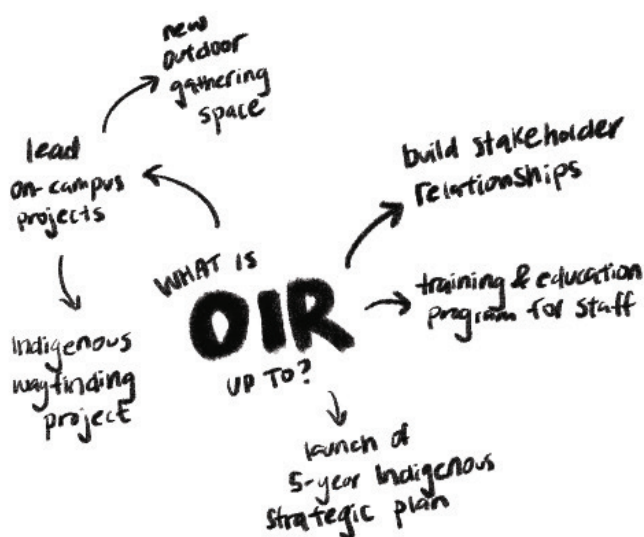 new
outdoor
gathering
space
lead
on-campus
projects
Indigenous
wayfinding
project
WHAT IS
OIR
UP TO?
build stakeholder
relationships
training & education
program for staff
launch of
5-year Indigenous
strategic plan